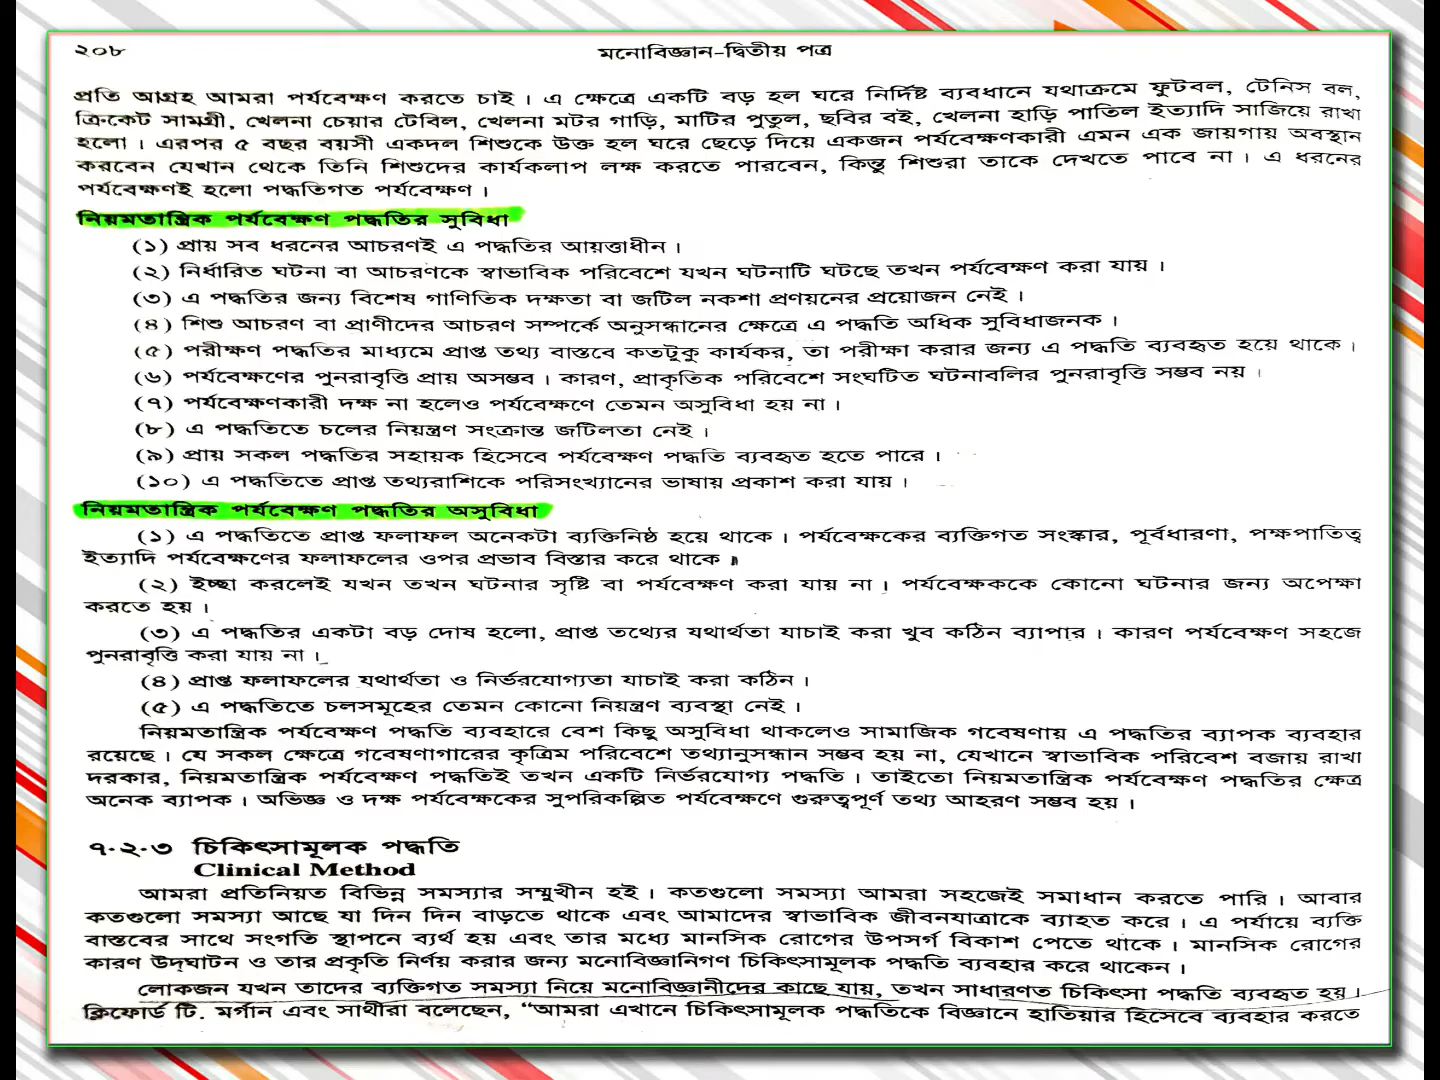 ২০৮
মনোবিজ্ঞান-দ্বিতীয় পত্র
প্রতি আগ্রহ আমরা পর্যবেক্ষণ করতে চাই। এ ক্ষেত্রে একটি বড় হল ঘরে নির্দিষ্ট ব্যবধানে যথাক্রমে ফুটবল, টেনিস বল,
ক্রিকেট সামগ্রী, খেলনা চেয়ার টেবিল, খেলনা মটর গাড়ি, মাটির পুতুল, ছবির বই, খেলনা হাড়ি পাতিল ইত্যাদি সাজিয়ে রাখা
হলো। এরপর ৫ বছর বয়সী একদল শিশুকে উক্ত হল ঘরে ছেড়ে দিয়ে একজন পর্যবেক্ষণকারী এমন এক জায়গায় অবস্থান
করবেন যেখান থেকে তিনি শিশুদের কার্যকলাপ লক্ষ করতে পারবেন, কিন্তু শিশুরা তাকে দেখতে পাবে না। এ ধরনের
পর্যবেক্ষণই হলো পদ্ধতিগত পর্যবেক্ষণ।
নিয়মতান্ত্রিক পর্যবেক্ষণ পদ্ধতির সুবিধা
(১) প্রায় সব ধরনের আচরণই এ পদ্ধতির আয়ত্তাধীন।
(২) নির্ধারিত ঘটনা বা আচরণকে স্বাভাবিক পরিবেশে যখন ঘটনাটি ঘটছে তখন পর্যবেক্ষণ করা যায়।
(৩) এ পদ্ধতির জন্য বিশেষ গাণিতিক দক্ষতা বা জটিল নকশা প্রণয়নের প্রয়োজন নেই।
(৪) শিশু আচরণ বা প্রাণীদের আচরণ সম্পর্কে অনুসন্ধানের ক্ষেত্রে এ পদ্ধতি অধিক সুবিধাজনক।
(৫) পরীক্ষণ পদ্ধতির মাধ্যমে প্রাপ্ত তথ্য বাস্তবে কতটুকু কার্যকর, তা পরীক্ষা করার জন্য এ পদ্ধতি ব্যবহৃত হয়ে থাকে।
(৬) পর্যবেক্ষণের পুনরাবৃত্তি প্রায় অসম্ভব। কারণ, প্রাকৃতিক পরিবেশে সংঘটিত ঘটনাবলির পুনরাবৃত্তি সম্ভব নয়।
(৭) পর্যবেক্ষণকারী দক্ষ না হলেও পর্যবেক্ষণে তেমন অসুবিধা হয় না।
(৮) এ পদ্ধতিতে চলের নিয়ন্ত্রণ সংক্রান্ত জটিলতা নেই।
(৯) প্রায় সকল পদ্ধতির সহায়ক হিসেবে পর্যবেক্ষণ পদ্ধতি ব্যবহৃত হতে পারে।
(১০) এ পদ্ধতিতে প্রাপ্ত তথ্যরাশিকে পরিসংখ্যানের ভাষায় প্রকাশ করা যায়।
নিয়মতান্ত্রিক পর্যবেক্ষণ পদ্ধতির অসুবিধা
(১) এ পদ্ধতিতে প্রাপ্ত ফলাফল অনেকটা ব্যক্তিনিষ্ঠ হয়ে থাকে। পর্যবেক্ষকের ব্যক্তিগত সংস্কার, পূর্বধারণা, পক্ষপাতিত্ব
ইত্যাদি পর্যবেক্ষণের ফলাফলের ওপর প্রভাব বিস্তার করে থাকে।
(২) ইচ্ছা করলেই যখন তখন ঘটনার সৃষ্টি বা পর্যবেক্ষণ করা যায় না। পর্যবেক্ষককে কোনো ঘটনার জন্য অপেক্ষা
করতে হয়।
(৩) এ পদ্ধতির একটা বড় দোষ হলো, প্রাপ্ত তথ্যের যথার্থতা যাচাই করা খুব কঠিন ব্যাপার। কারণ পর্যবেক্ষণ সহজে
পুনরাবৃত্তি করা যায় না।
(৪) প্রাপ্ত ফলাফলের যথার্থতা ও নির্ভরযোগ্যতা যাচাই করা কঠিন।
(৫) এ পদ্ধতিতে চলসমূহের তেমন কোনো নিয়ন্ত্রণ ব্যবস্থা নেই।
নিয়মতান্ত্রিক পর্যবেক্ষণ পদ্ধতি ব্যবহারে বেশ কিছু অসুবিধা থাকলেও সামাজিক গবেষণায় এ পদ্ধতির ব্যাপক ব্যবহার
রয়েছে। যে সকল ক্ষেত্রে গবেষণাগারের কৃত্রিম পরিবেশে তথ্যানুসন্ধান সম্ভব হয় না, যেখানে স্বাভাবিক পরিবেশ বজায় রাখা
দরকার, নিয়মতান্ত্রিক পর্যবেক্ষণ পদ্ধতিই তখন একটি নির্ভরযোগ্য পদ্ধতি। তাইতো নিয়মতান্ত্রিক পর্যবেক্ষণ পদ্ধতির ক্ষেত্র
অনেক ব্যাপক। অভিজ্ঞ ও দক্ষ পর্যবেক্ষকের সুপরিকল্পিত পর্যবেক্ষণে গুরুত্বপূর্ণ তথ্য আহরণ সম্ভব হয়।
৭·২·৩ চিকিৎসামূলক পদ্ধতি
Clinical Method
আমরা প্রতিনিয়ত বিভিন্ন সমস্যার সম্মুখীন হই। কতগুলো সমস্যা আমরা সহজেই সমাধান করতে পারি। আবার
কতগুলো সমস্যা আছে যা দিন দিন বাড়তে থাকে এবং আমাদের স্বাভাবিক জীবনযাত্রাকে ব্যাহত করে। এ পর্যায়ে ব্যক্তি
বাস্তবের সাথে সংগতি স্থাপনে ব্যর্থ হয় এবং তার মধ্যে মানসিক রোগের উপসর্গ বিকাশ পেতে থাকে। মানসিক রোগের
কারণ উদ্‌ঘাটন ও তার প্রকৃতি নির্ণয় করার জন্য মনোবিজ্ঞানিগণ চিকিৎসামূলক পদ্ধতি ব্যবহার করে থাকেন।
লোকজন যখন তাদের ব্যক্তিগত সমস্যা নিয়ে মনোবিজ্ঞানীদের কাছে যায়, তখন সাধারণত চিকিৎসা পদ্ধতি ব্যবহৃত হয়।
ক্লিফোর্ড টি. মর্গান এবং সাথীরা বলেছেন, “আমরা এখানে চিকিৎসামূলক পদ্ধতিকে বিজ্ঞানে হাতিয়ার হিসেবে ব্যবহার করতে